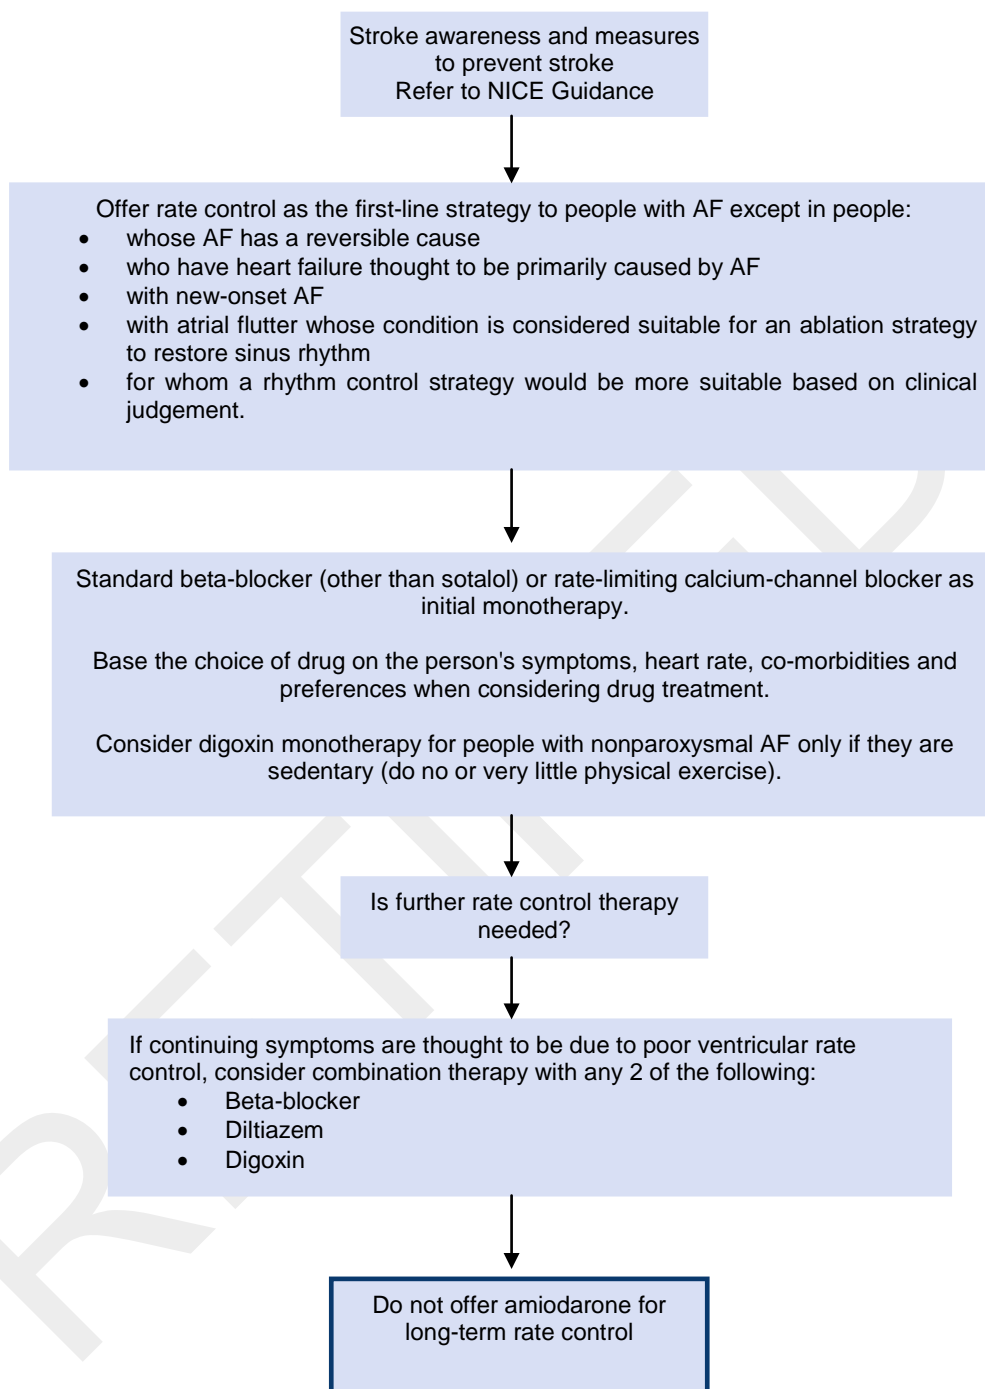 Stroke awareness and measures
to prevent stroke
Refer to NICE Guidance
Offer rate control as the first-line strategy to people with AF except in people:
• whose AF has a reversible cause
• who have heart failure thought to be primarily caused by AF
• with new-onset AF
• with atrial flutter whose condition is considered suitable for an ablation strategy
to restore sinus rhythm
• for whom a rhythm control strategy would be more suitable based on clinical
judgement.
Standard beta-blocker (other than sotalol) or rate-limiting calcium-channel blocker as
initial monotherapy.
Base the choice of drug on the person's symptoms, heart rate, co-morbidities and
preferences when considering drug treatment.
Consider digoxin monotherapy for people with nonparoxysmal AF only if they are
sedentary (do no or very little physical exercise).
Is further rate control therapy
needed?
If continuing symptoms are thought to be due to poor ventricular rate
control, consider combination therapy with any 2 of the following:
• Beta-blocker
• Diltiazem
• Digoxin
Do not offer amiodarone for
long-term rate control
RETIRED